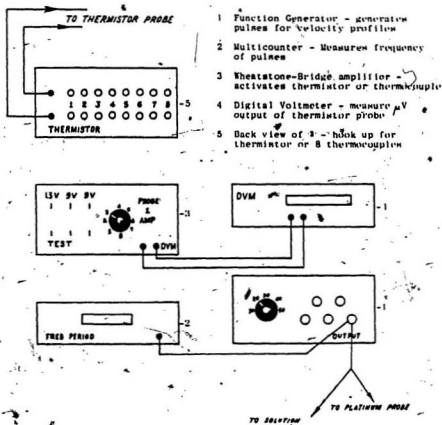 TO THERMISTOR PROBE
1 Function Generator - generates
pulses for velocity profiles
2 Multicounter - Measures frequency
of pulses
3 Wheatstone-Bridge amplifier -
activates thermistor or thermocouple
4 Digital Voltmeter - measure μV
output of thermistor probe
5 Back view of 3 - hook up for
thermistor or 8 thermocouples
1 2 3 4 5 6 7 8
THERMISTOR
-5
15V 9V 9V
PROBE
&
AMP
TEST
DVM
-3
DVM
-1
FREQ PERIOD
-2
OUTPUT
-1
TO SOLUTION
TO PLATINUM PROBE